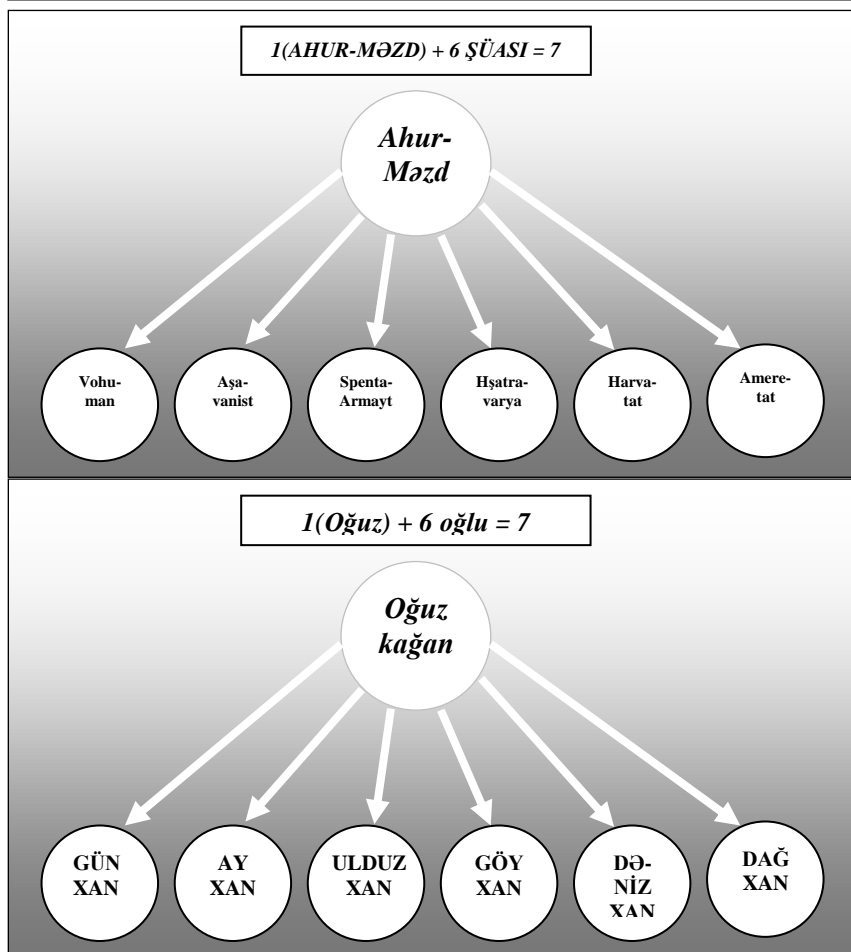 1(AHUR-MƏZD) + 6 ŞÜASI = 7
Ahur-
Məzd
Vohu-
man
Aşa-
vanist
Spenta-
Armayt
Hşatra-
varya
Harva-
tat
Amere-
tat
1(Oğuz) + 6 oğlu = 7
Oğuz
kağan
GÜN
XAN
AY
XAN
ULDUZ
XAN
GÖY
XAN
DƏ-
NİZ
XAN
DAĞ
XAN